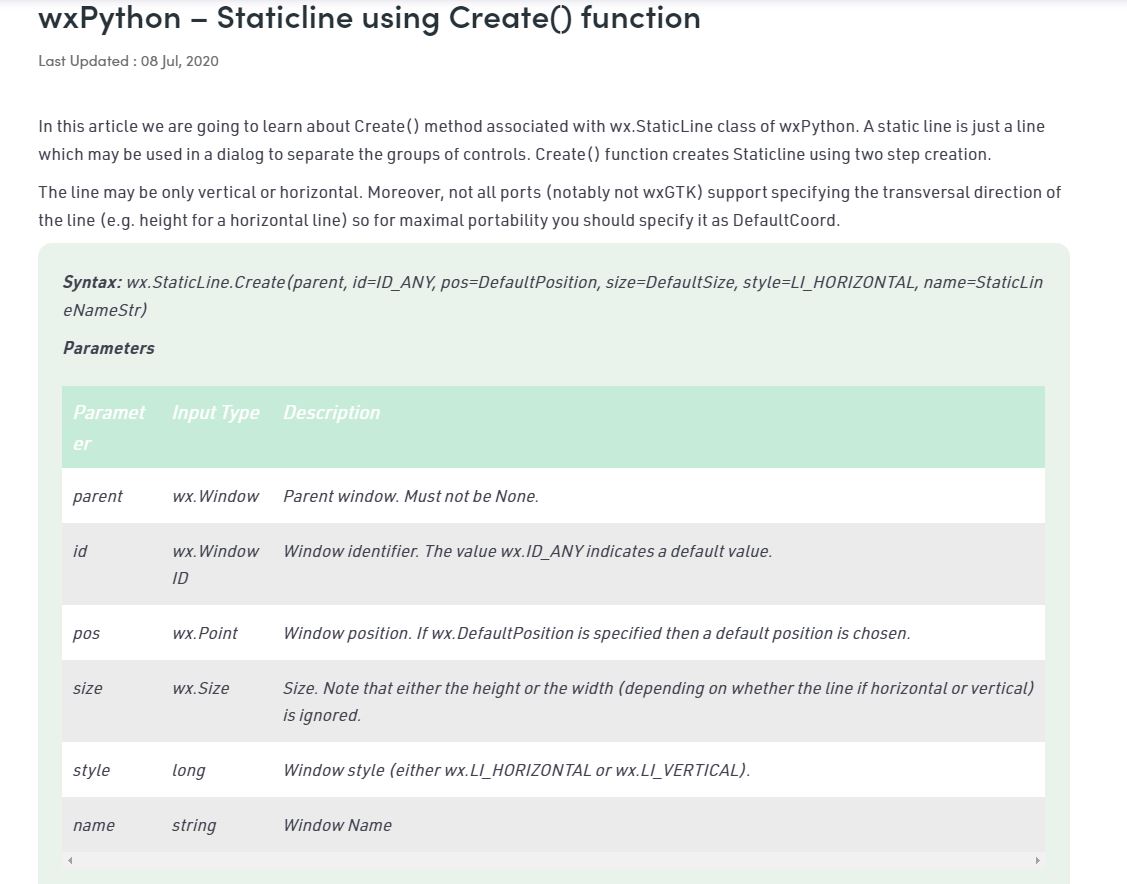 wxPython – Staticline using Create() function
Last Updated : 08 Jul, 2020
In this article we are going to learn about Create() method associated with wx.StaticLine class of wxPython. A static line is just a line
which may be used in a dialog to separate the groups of controls. Create() function creates Staticline using two step creation.
The line may be only vertical or horizontal. Moreover, not all ports (notably not wxGTK) support specifying the transversal direction of
the line (e.g. height for a horizontal line) so for maximal portability you should specify it as DefaultCoord.
Syntax: wx.StaticLine.Create(parent, id=ID_ANY, pos=DefaultPosition, size=DefaultSize, style=LI_HORIZONTAL, name=StaticLin
eNameStr)
Parameters
Paramet Input Type Description
er
parent wx.Window Parent window. Must not be None.
id wx.Window Window identifier. The value wx.ID_ANY indicates a default value.
ID
pos wx.Point Window position. If wx.DefaultPosition is specified then a default position is chosen.
size wx.Size Size. Note that either the height or the width (depending on whether the line if horizontal or vertical)
is ignored.
style long Window style (either wx.LI_HORIZONTAL or wx.LI_VERTICAL).
name string Window Name